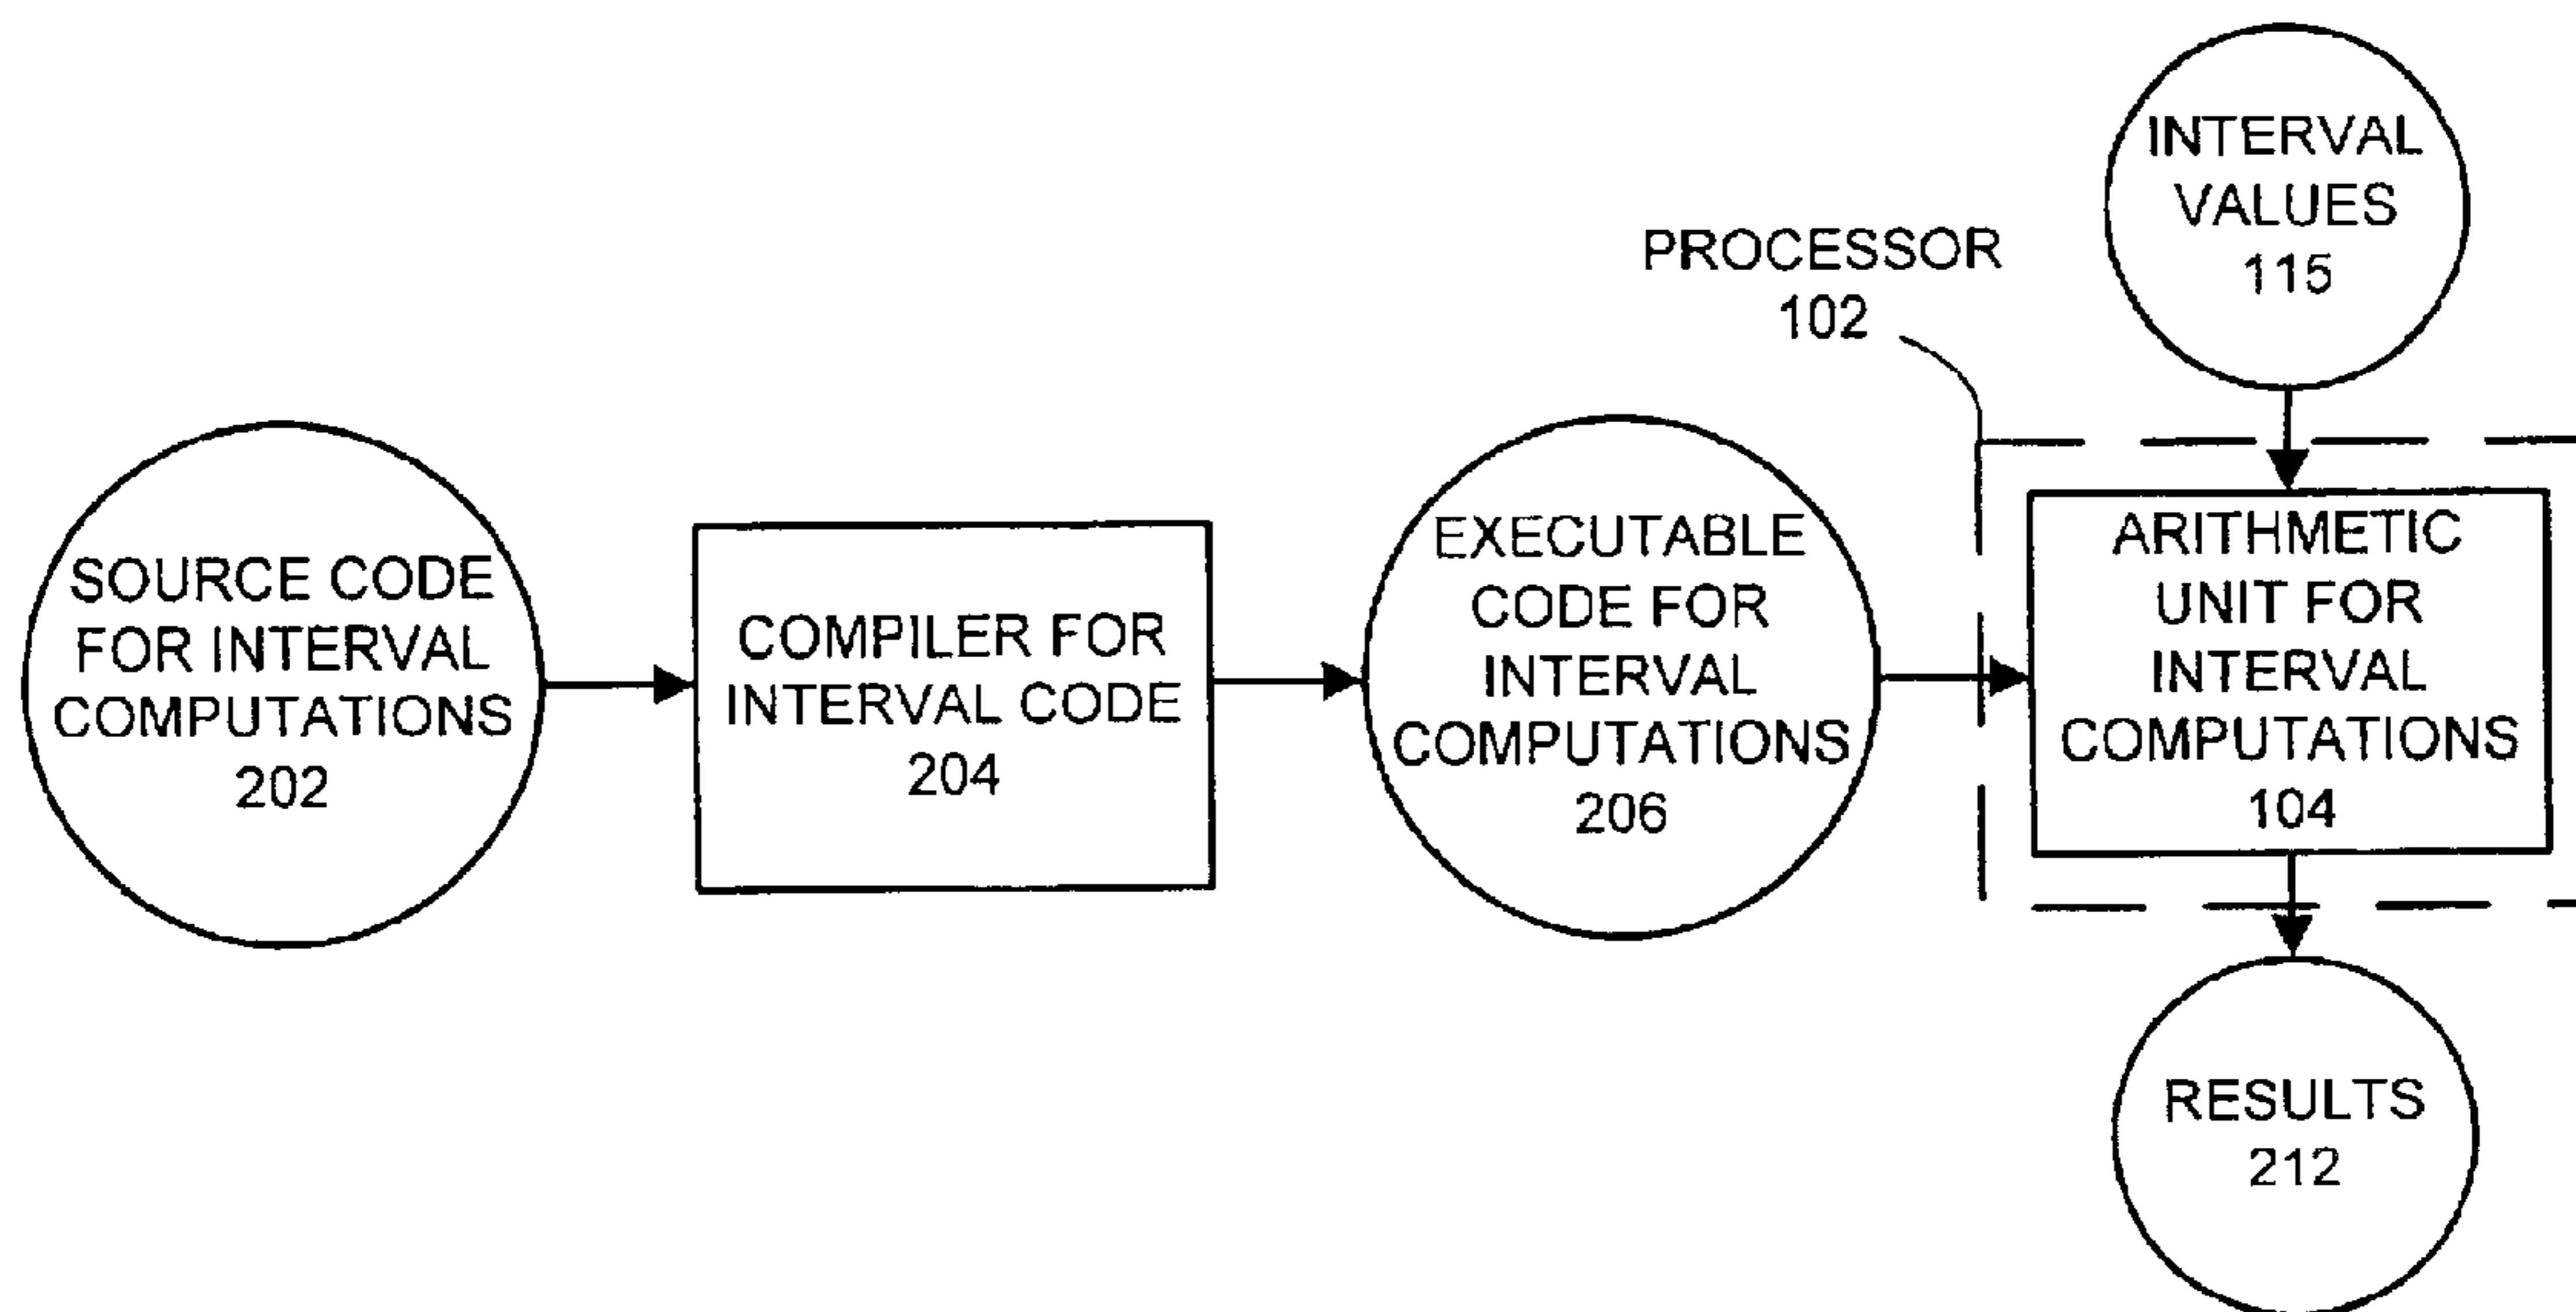 SOURCE CODE
FOR INTERVAL
COMPUTATIONS
202
COMPILER FOR
INTERVAL CODE
204
EXECUTABLE
CODE FOR
INTERVAL
COMPUTATIONS
206
PROCESSOR
102
INTERVAL
VALUES
115
ARITHMETIC
UNIT FOR
INTERVAL
COMPUTATIONS
104
RESULTS
212